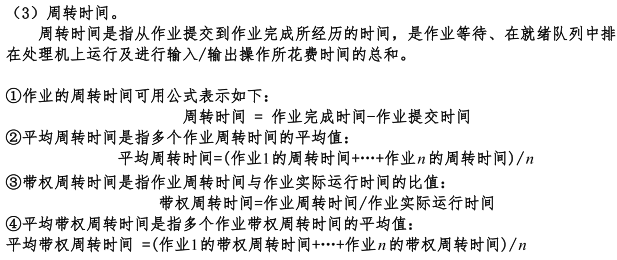 （3）周转时间。
周转时间是指从作业提交到作业完成所经历的时间，是作业等待、在就绪队列中排
在处理机上运行及进行输入/输出操作所花费时间的总和。
①作业的周转时间可用公式表示如下：
周转时间 = 作业完成时间-作业提交时间
②平均周转时间是指多个作业周转时间的平均值：
平均周转时间=(作业1的周转时间+…+作业n的周转时间)/n
③带权周转时间是指作业周转时间与作业实际运行时间的比值：
带权周转时间=作业周转时间/作业实际运行时间
④平均带权周转时间是指多个作业带权周转时间的平均值：
平均带权周转时间 =(作业1的带权周转时间+…+作业n的带权周转时间)/n